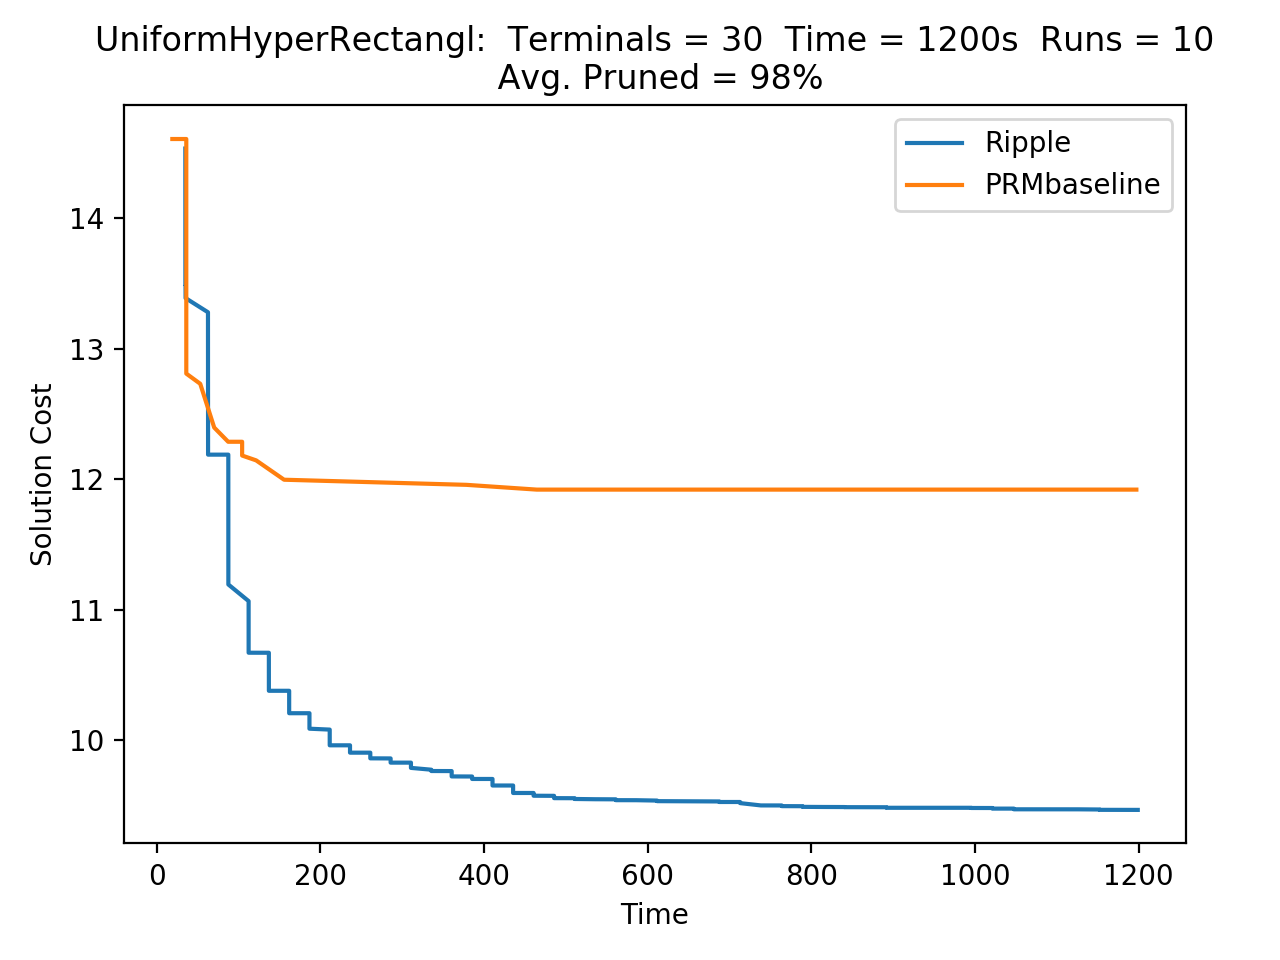 UniformHyperRectangl:  Terminals = 30  Time = 1200s  Runs = 10
Avg. Pruned = 98%
Ripple
PRMbaseline
14
13
12
11
10
Solution Cost
0 200 400 600 800 1000 1200
Time